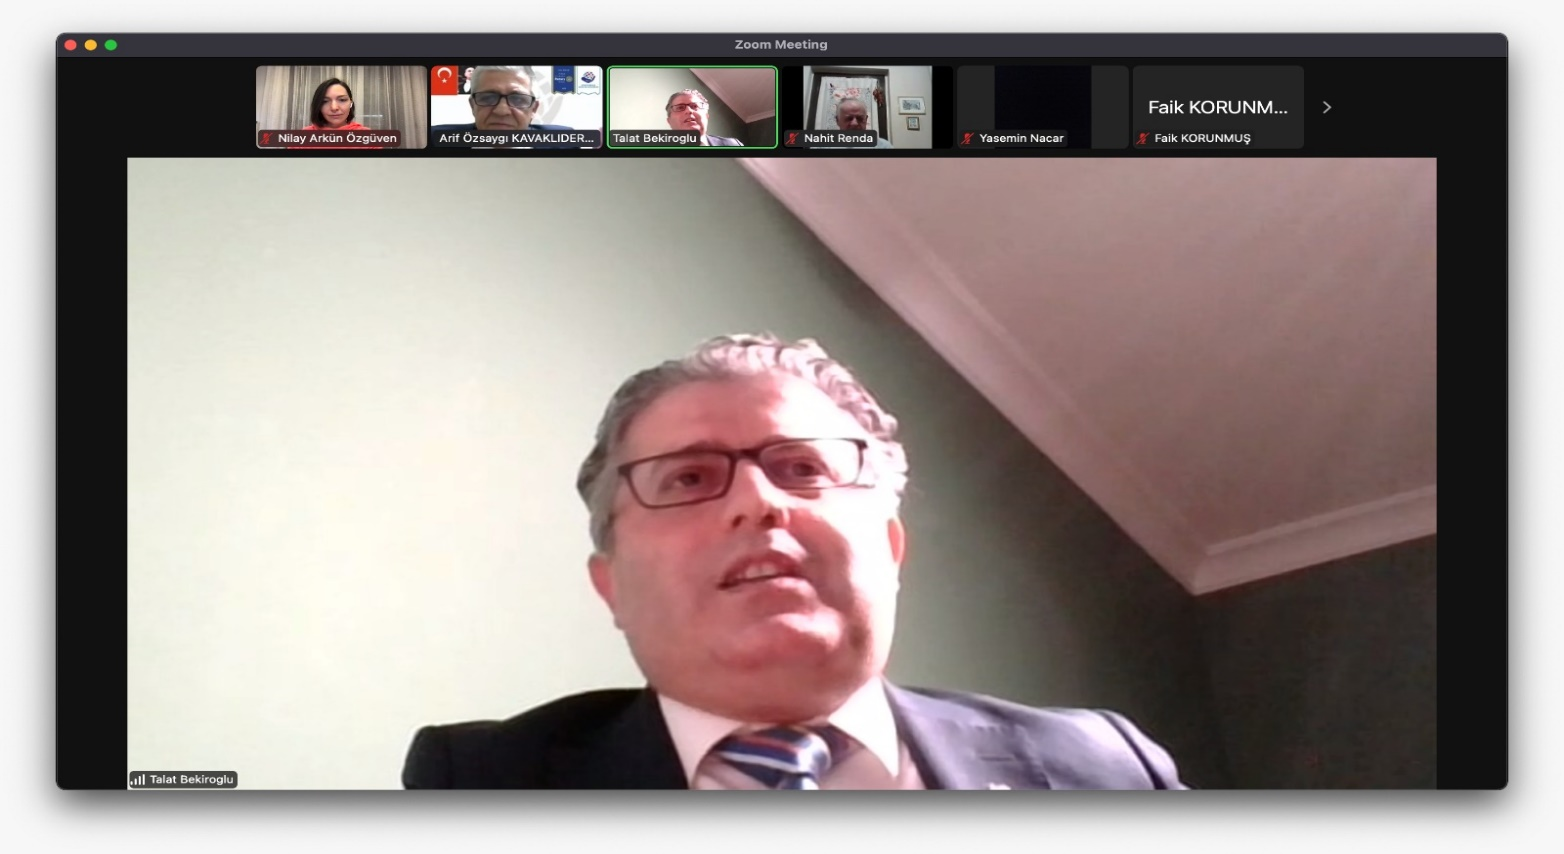 Zoom Meeting
Nilay Arkün Özgüven
Arif Özsaygı KAVAKLIDER...
Talat Bekiroglu
Nahit Renda
Yasemin Nacar
Faik KORUNM...
Faik KORUNMUŞ
Talat Bekiroglu